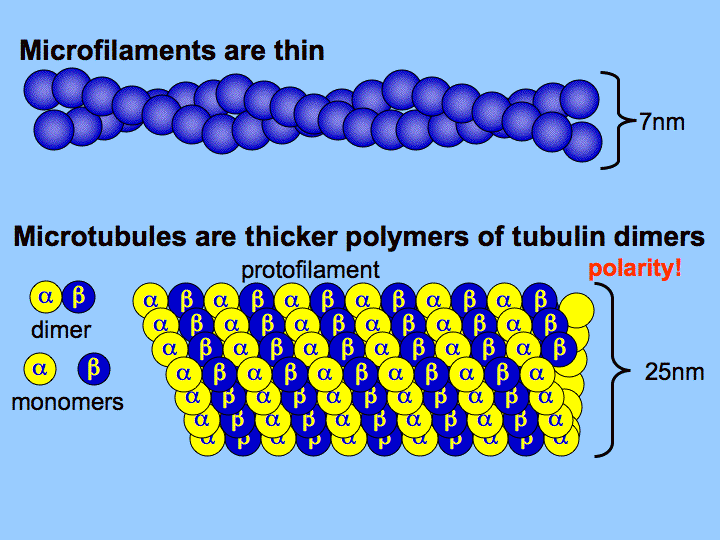 Microfilaments are thin
7nm
Microtubules are thicker polymers of tubulin dimers
protofilament
polarity!
α β
dimer
α β
monomers
α β α β α β α β α β α β
α β α β α β α β α β α β
α β α β α β α β α β α β
α β α β α β α β α β α
α β α β α β α β α β α
α β α β α β α β α β α
α β α β α β α β α β α
25nm